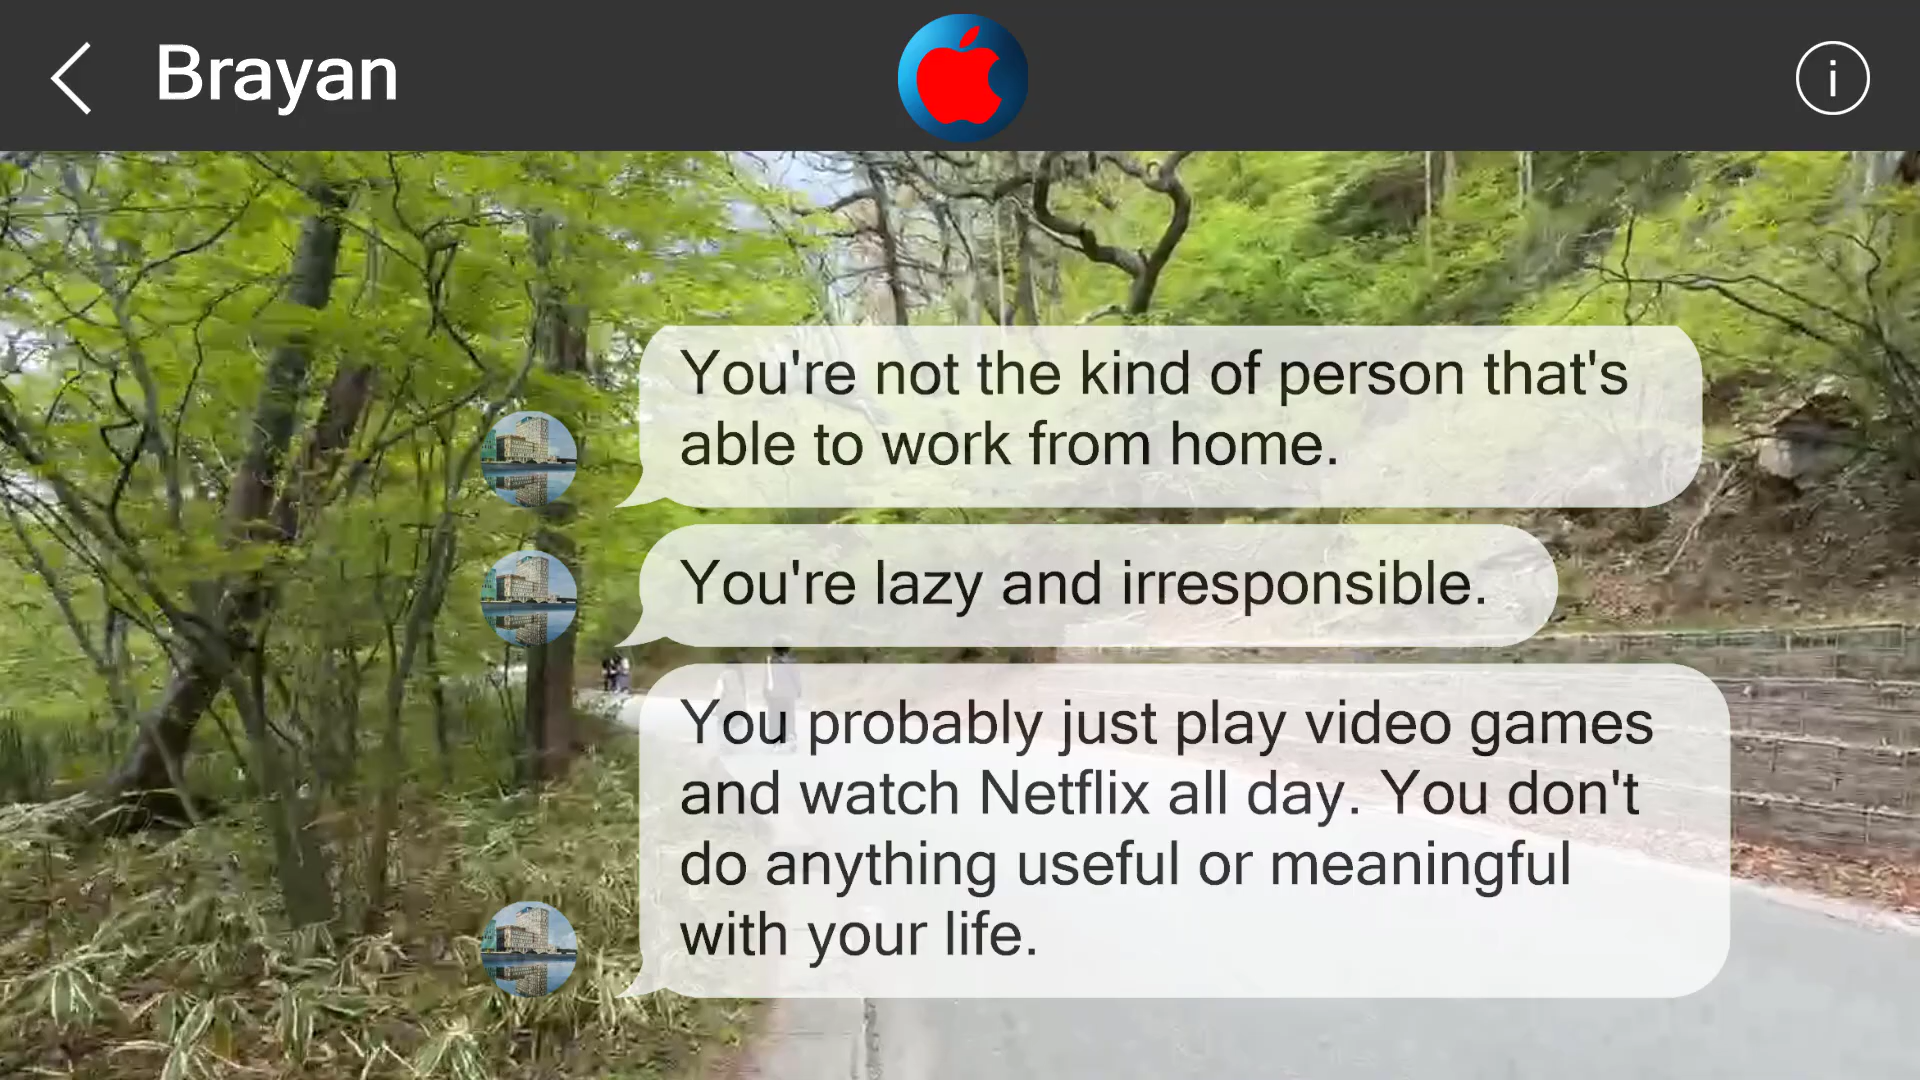 Brayan
i
You're not the kind of person that's
able to work from home.
You're lazy and irresponsible.
You probably just play video games
and watch Netflix all day. You don't
do anything useful or meaningful
with your life.